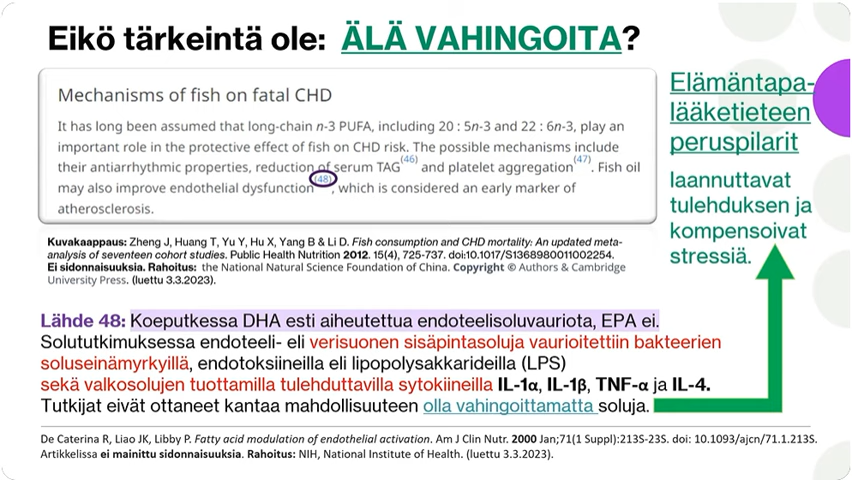 Eikö tärkeintä ole: ÄLÄ VAHINGOITA?
Mechanisms of fish on fatal CHD
It has long been assumed that long-chain n-3 PUFA, including 20 : 5n-3 and 22 : 6n-3, play an
important role in the protective effect of fish on CHD risk. The possible mechanisms include
their antiarrhythmic properties, reduction of serum TAG(46) and platelet aggregation(47). Fish oil
may also improve endothelial dysfunction(48), which is considered an early marker of
atherosclerosis.
Kuvakaappaus: Zheng J, Huang T, Yu Y, Hu X, Yang B & Li D. Fish consumption and CHD mortality: An updated meta-
analysis of seventeen cohort studies. Public Health Nutrition 2012. 15(4), 725-737. doi:10.1017/S1368980011002254.
Ei sidonnaisuuksia. Rahoitus: the National Natural Science Foundation of China. Copyright © Authors & Cambridge
University Press. (luettu 3.3.2023).
Elämäntapa-
lääketieteen
peruspilarit
laannuttavat
tulehduksen ja
kompensoivat
stressiä.
Lähde 48: Koeputkessa DHA esti aiheutettua endoteelisoluvauriota, EPA ei.
Solututkimuksessa endoteeli- eli verisuonen sisäpintasoluja vaurioitettiin bakteerien
soluseinämyrkyillä, endotoksiineilla eli lipopolysakkarideilla (LPS)
sekä valkosolujen tuottamilla tulehduttavilla sytokiineilla IL-1α, IL-1β, TNF-α ja IL-4.
Tutkijat eivät ottaneet kantaa mahdollisuuteen olla vahingoittamatta soluja.
De Caterina R, Liao JK, Libby P. Fatty acid modulation of endothelial activation. Am J Clin Nutr. 2000 Jan;71(1 Suppl):213S-23S. doi: 10.1093/ajcn/71.1.213S.
Artikkelissa ei mainittu sidonnaisuuksia. Rahoitus: NIH, National Institute of Health. (luettu 3.3.2023).